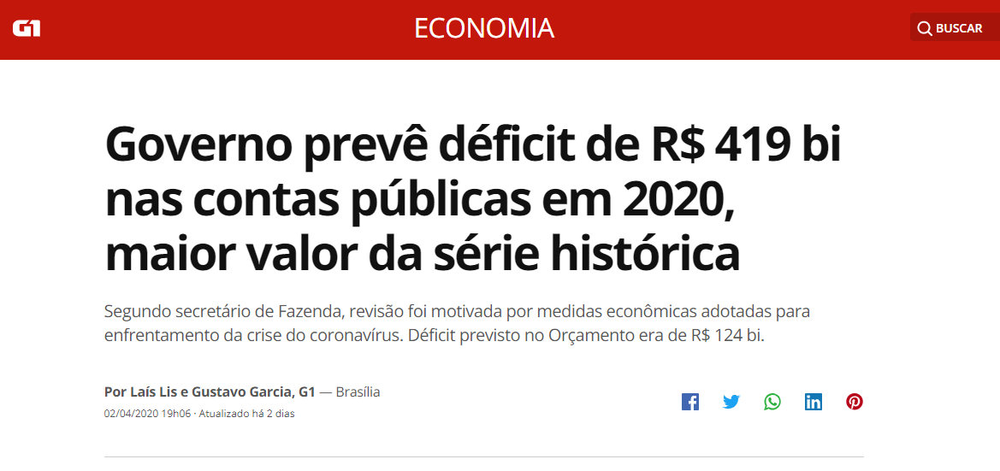 G1
ECONOMIA
BUSCAR
Governo prevê déficit de R$ 419 bi
nas contas públicas em 2020,
maior valor da série histórica
Segundo secretário de Fazenda, revisão foi motivada por medidas econômicas adotadas para
enfrentamento da crise do coronavírus. Déficit previsto no Orçamento era de R$ 124 bi.
Por Laís Lis e Gustavo Garcia, G1 — Brasília
02/04/2020 19h06 · Atualizado há 2 dias